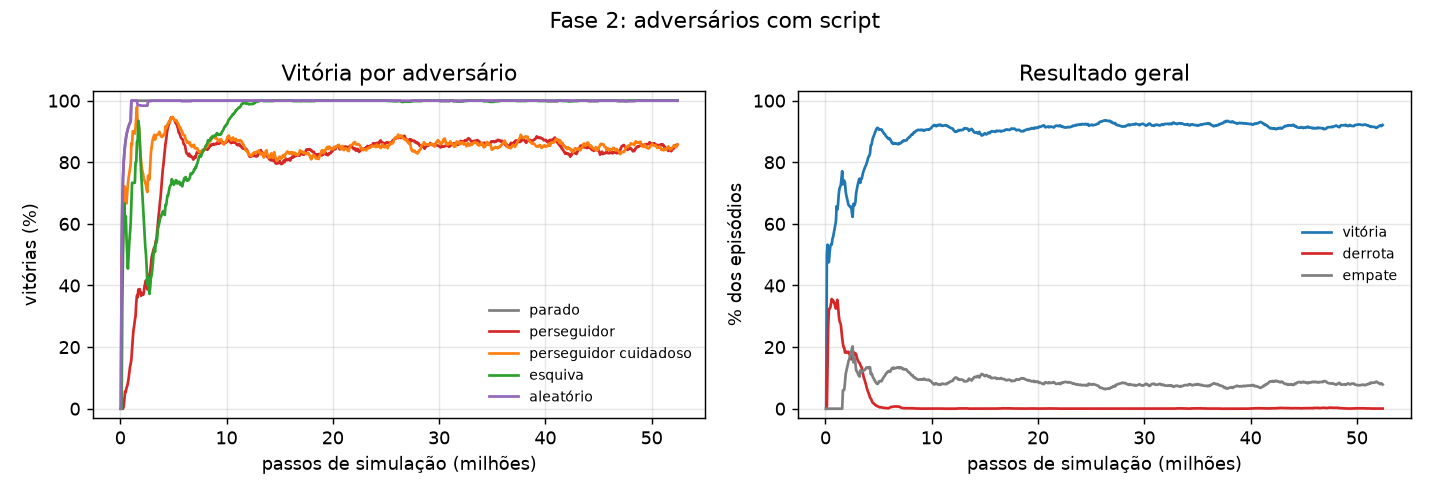 Fase 2: adversários com script
Vitória por adversário
vitórias (%)
100
80
60
40
20
0
parado
perseguidor
perseguidor cuidadoso
esquiva
aleatório
0 10 20 30 40 50
passos de simulação (milhões)
Resultado geral
% dos episódios
100
80
60
40
20
0
vitória
derrota
empate
0 10 20 30 40 50
passos de simulação (milhões)